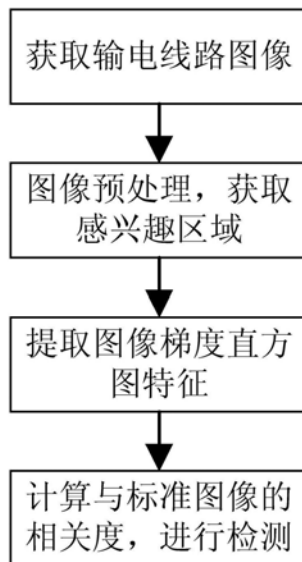 获取输电线路图像
图像预处理，获取
感兴趣区域
提取图像梯度直方
图特征
计算与标准图像的
相关度，进行检测